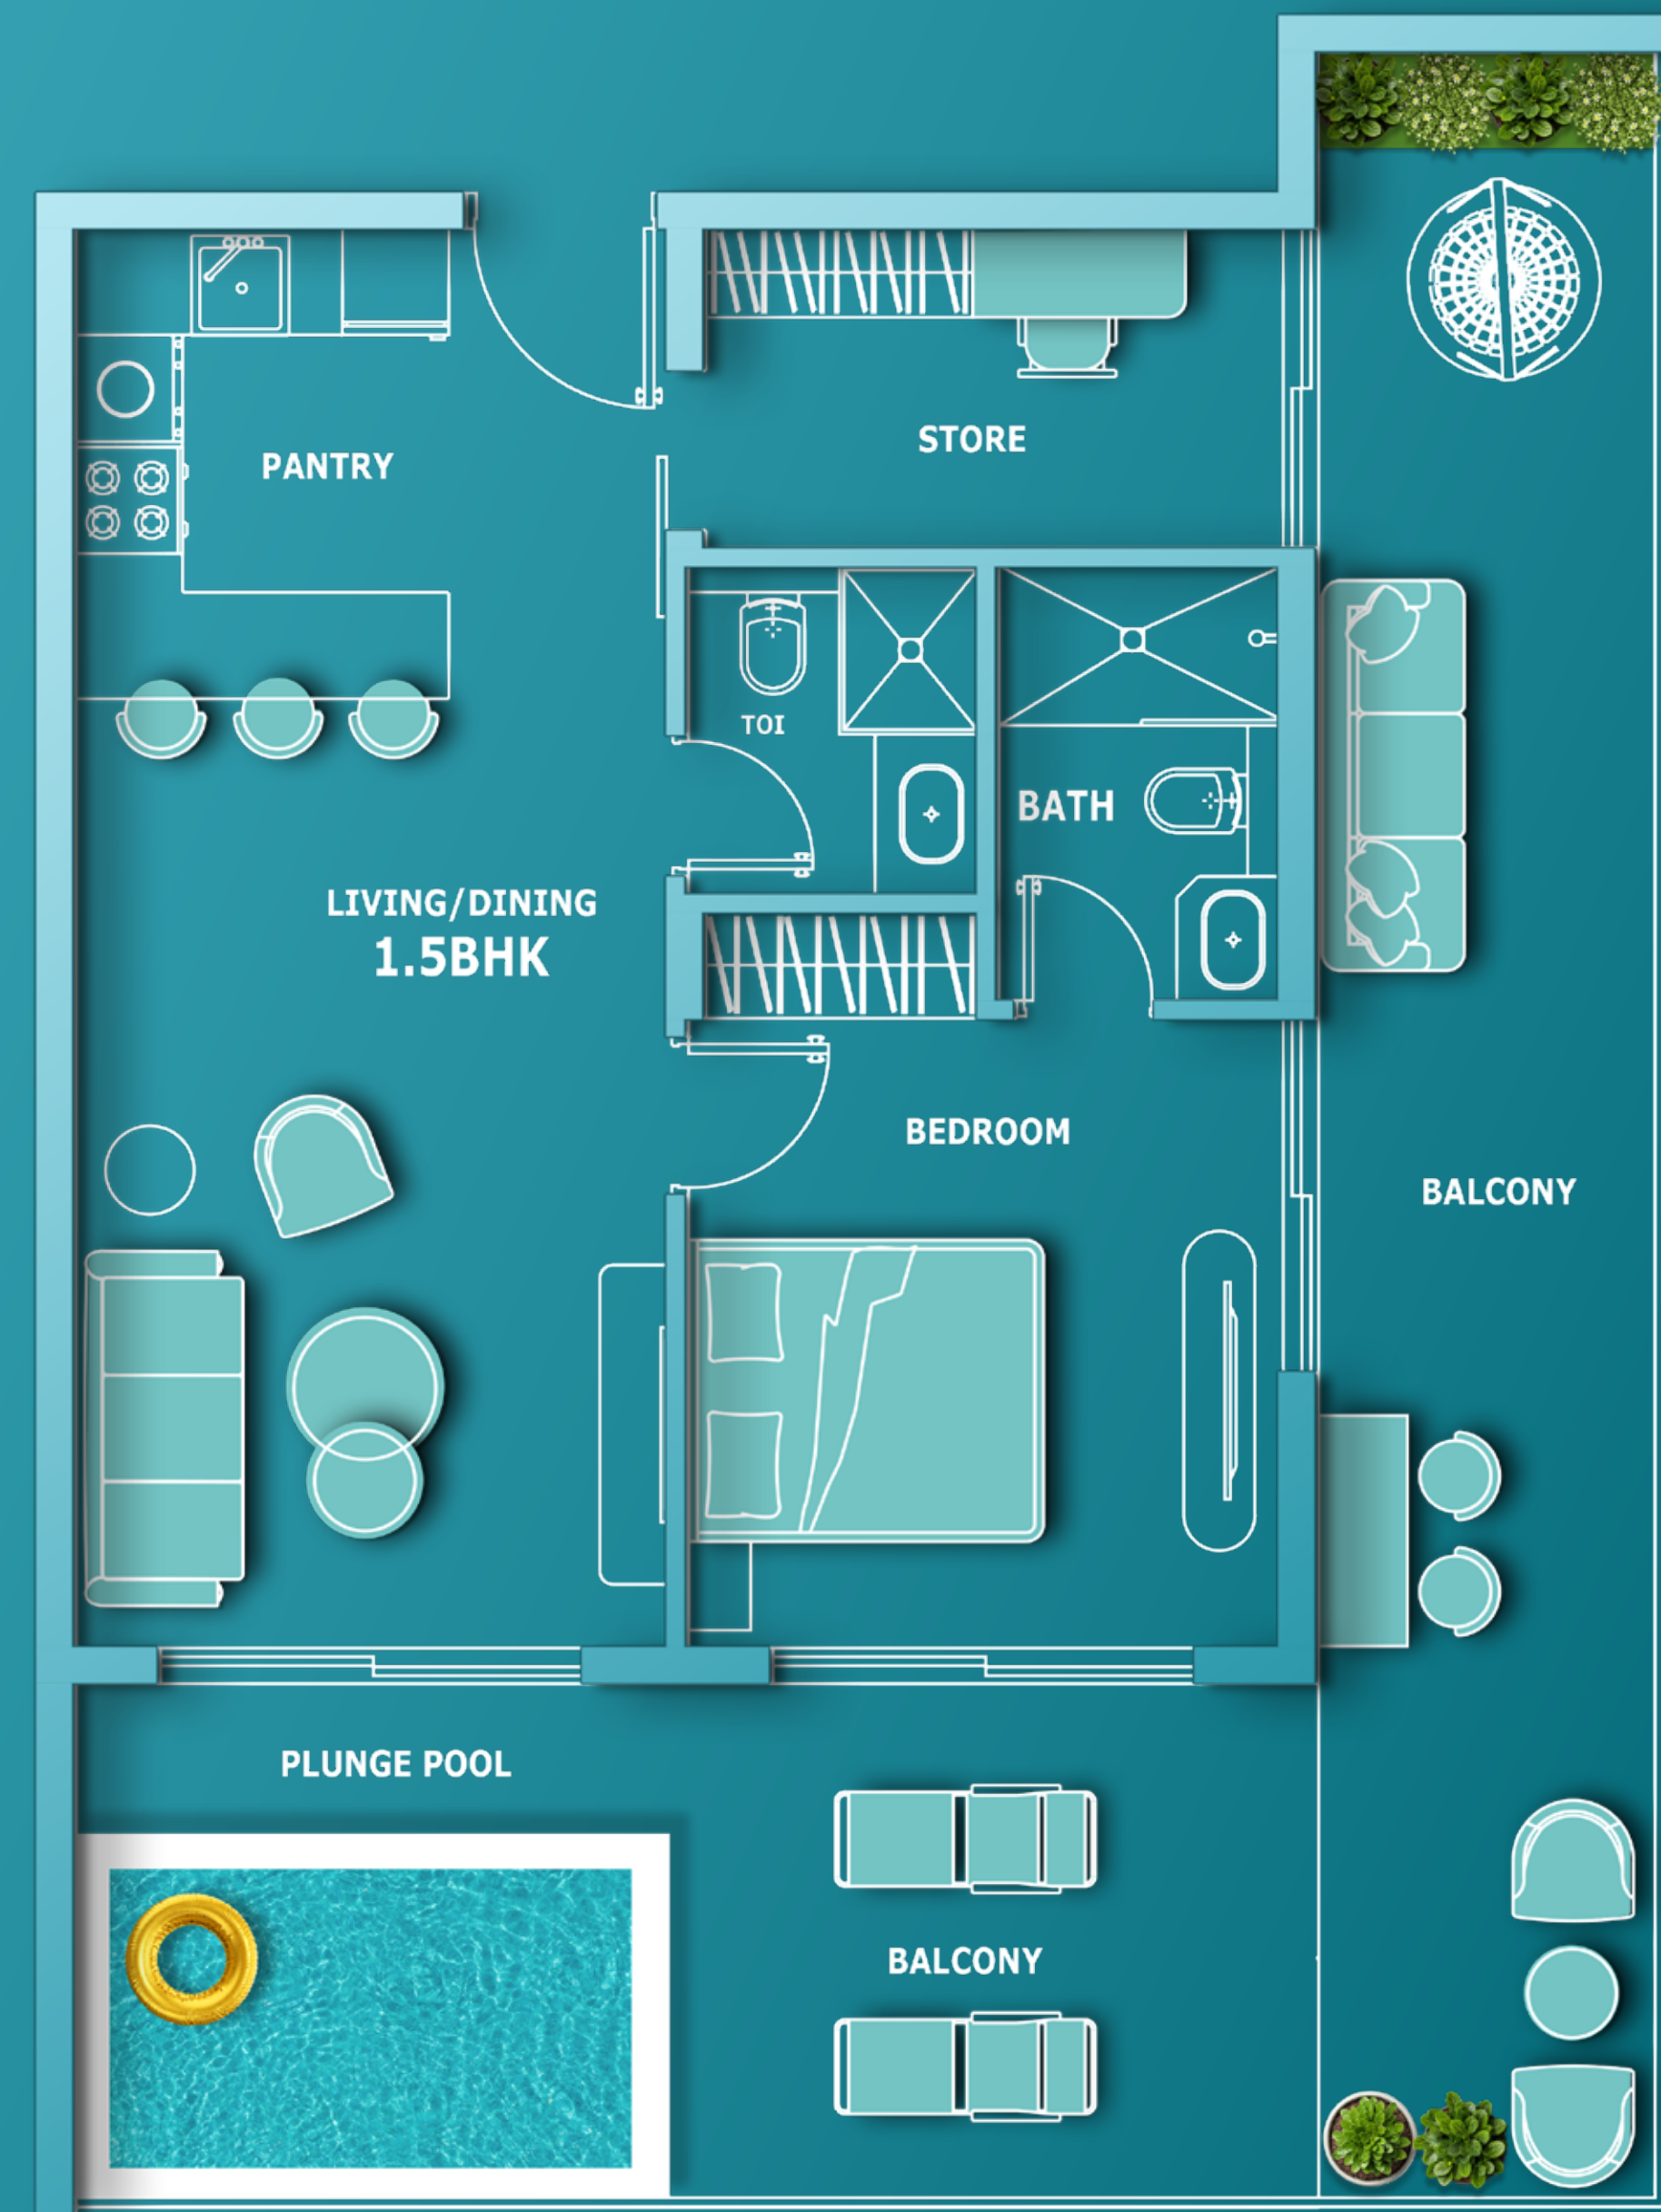 STORE
PANTRY
TOI
BATH
LIVING/DINING
1.5BHK
BEDROOM
BALCONY
PLUNGE POOL
BALCONY